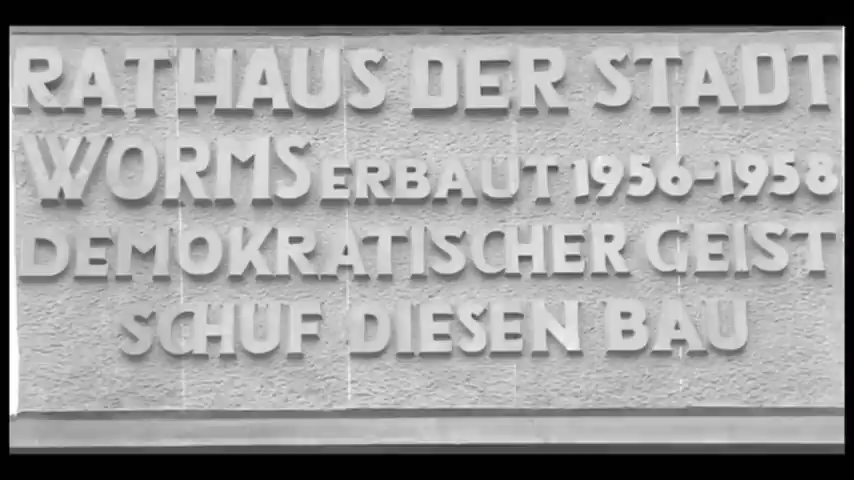 RATHAUS DER STADT
WORMS ERBAUT 1956-1958
DEMOKRATISCHER GEIST
SCHUF DIESEN BAU